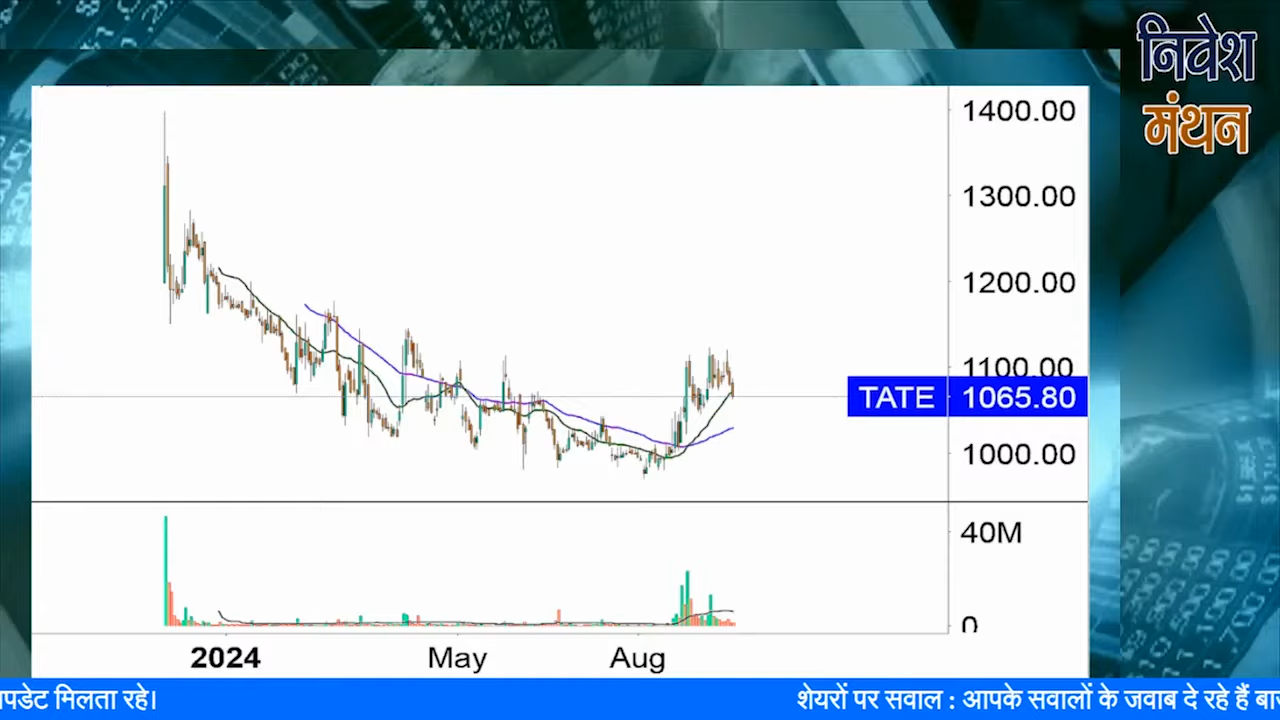 निवेश
मंथन
1400.00
1300.00
1200.00
1100.00
TATE 1065.80
1000.00
40M
0
2024 May Aug
पडेट मिलता रहे। शेयरों पर सवाल : आपके सवालों के जवाब दे रहे हैं बा